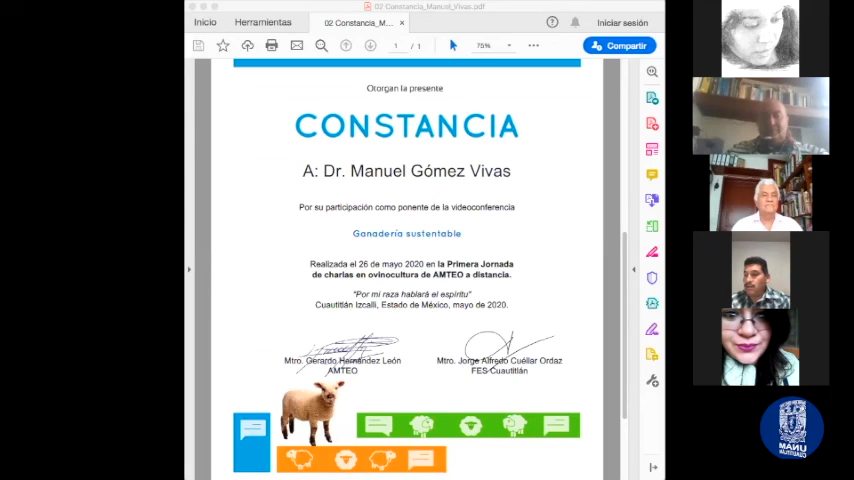 02 Constancia_Manuel_Vivas.pdf
Inicio Herramientas 02 Constancia_M... × Iniciar sesión
1 / 1 75% Compartir
Otorgan la presente
CONSTANCIA
A: Dr. Manuel Gómez Vivas
Por su participación como ponente de la videoconferencia
Ganadería sustentable
Realizada el 26 de mayo 2020 en la Primera Jornada
de charlas en ovinocultura de AMTEO a distancia.
"Por mi raza hablará el espíritu"
Cuautitlán Izcalli, Estado de México, mayo de 2020.
Mtro. Gerardo Hernández León Mtro. Jorge Alfredo Cuéllar Ordaz
AMTEO FES Cuautitlán
UNAM
CUAUTITLÁN